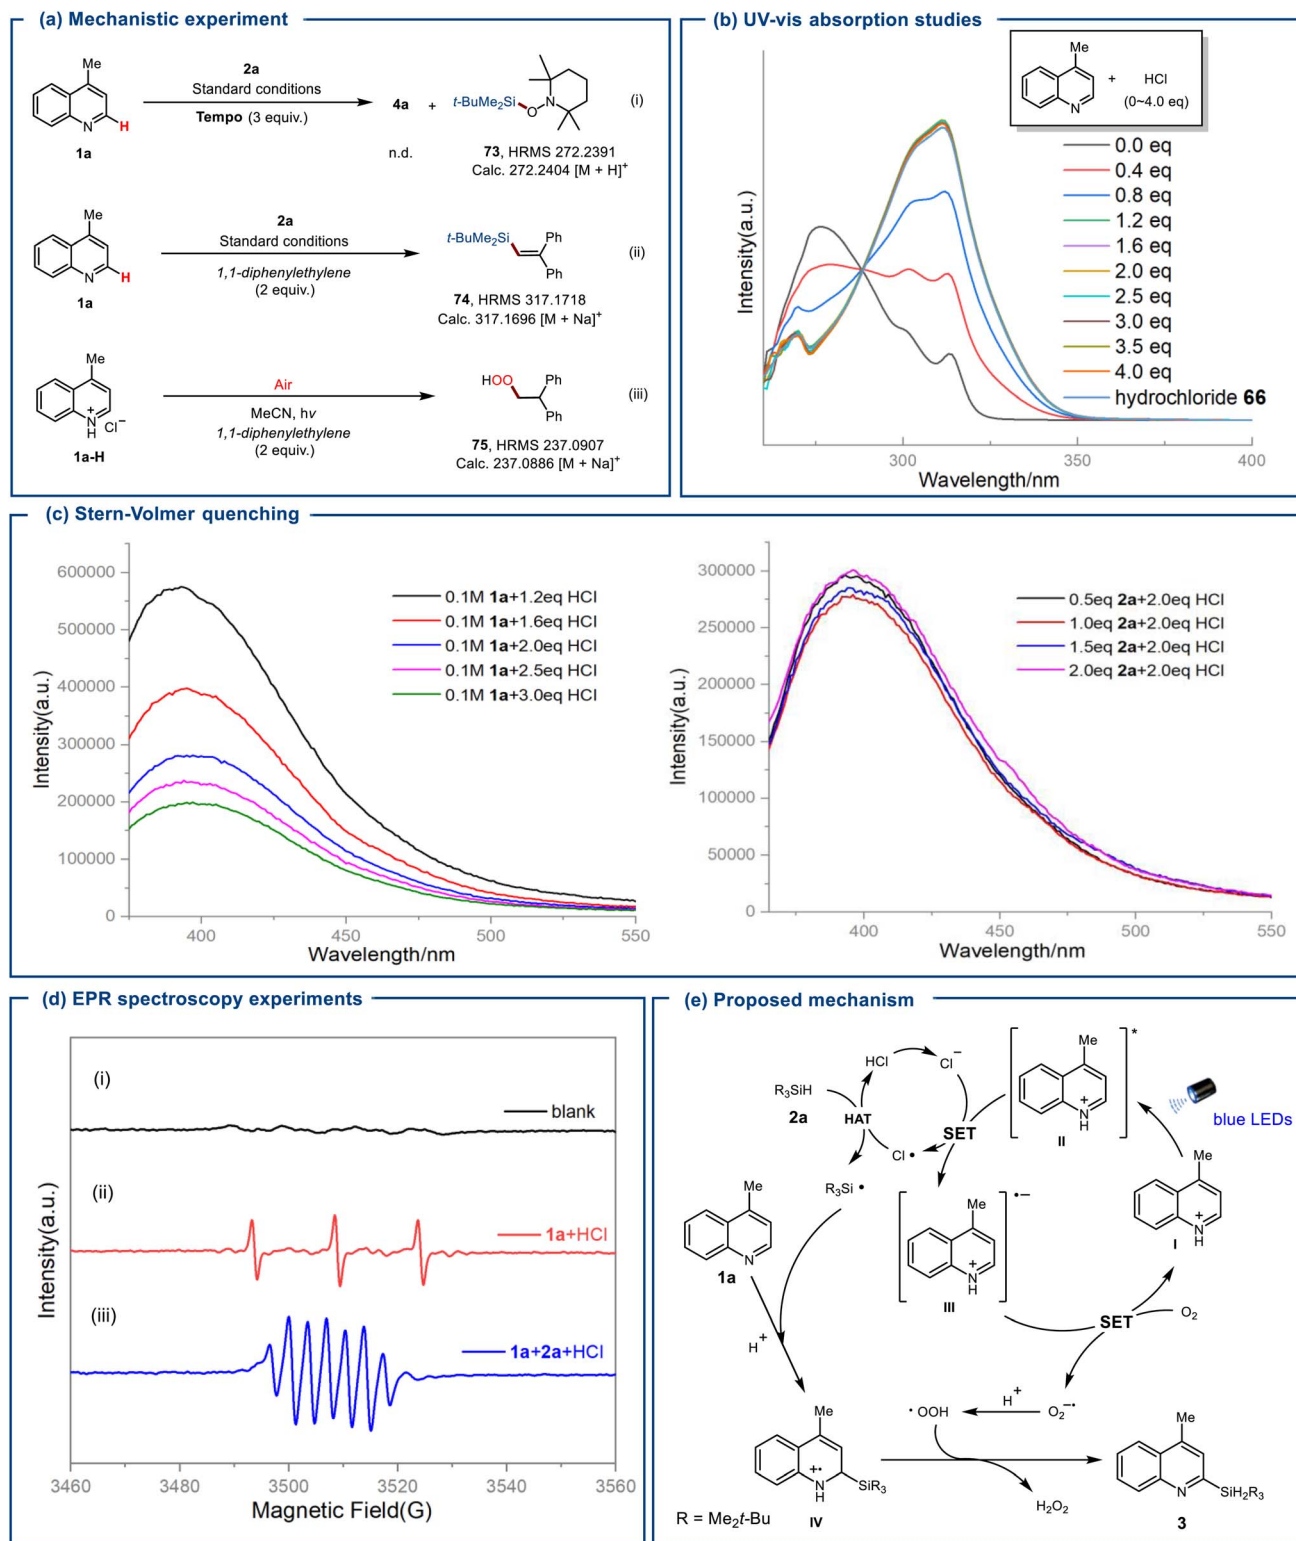 (a) Mechanistic experiment
Me
N
H
1a
2a
Standard conditions
Tempo (3 equiv.)
4a
+
n.d.
t-BuMe₂Si
O
N
(i)
73, HRMS 272.2391
Calc. 272.2404 [M + H]⁺
Me
N
H
1a
2a
Standard conditions
1,1-diphenylethylene
(2 equiv.)
t-BuMe₂Si
Ph
Ph
(ii)
74, HRMS 317.1718
Calc. 317.1696 [M + Na]⁺
Me
N
+
H
Cl⁻
1a-H
Air
MeCN, hv
1,1-diphenylethylene
(2 equiv.)
HOO
Ph
Ph
(iii)
75, HRMS 237.0907
Calc. 237.0886 [M + Na]⁺
(b) UV-vis absorption studies
Me
N
+
HCl
(0~4.0 eq)
0.0 eq
0.4 eq
0.8 eq
1.2 eq
1.6 eq
2.0 eq
2.5 eq
3.0 eq
3.5 eq
4.0 eq
hydrochloride 66
Intensity(a.u.)
300 350 400
Wavelength/nm
(c) Stern-Volmer quenching
600000
500000
400000
300000
200000
100000
0
Intensity(a.u.)
400 450 500 550
Wavelength/nm
0.1M 1a+1.2eq HCl
0.1M 1a+1.6eq HCl
0.1M 1a+2.0eq HCl
0.1M 1a+2.5eq HCl
0.1M 1a+3.0eq HCl
300000
250000
200000
150000
100000
50000
0
Intensity(a.u.)
400 450 500 550
Wavelength/nm
0.5eq 2a+2.0eq HCl
1.0eq 2a+2.0eq HCl
1.5eq 2a+2.0eq HCl
2.0eq 2a+2.0eq HCl
(d) EPR spectroscopy experiments
(i)
blank
(ii)
1a+HCl
(iii)
1a+2a+HCl
Intensity(a.u.)
3460 3480 3500 3520 3540 3560
Magnetic Field(G)
(e) Proposed mechanism
HCl
Cl⁻
R₃SiH
2a
HAT
SET
Cl •
R₃Si •
Me
+
N
H
*
II
blue LEDs
Me
+
N
H
I
Me
+
N
H
•−
III
Me
N
1a
H⁺
SET
O₂
O₂⁻•
H⁺
•OOH
H₂O₂
Me
+•
N
H
SiR₃
IV
R = Me₂t-Bu
Me
N
SiH₂R₃
3